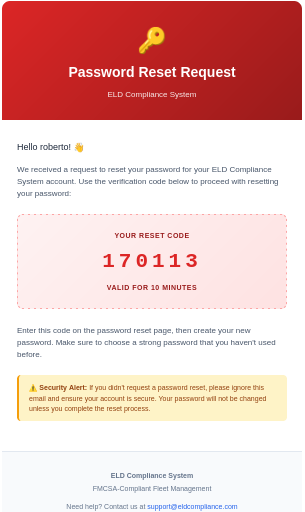 Password Reset Request
ELD Compliance System
Hello roberto! 👋
We received a request to reset your password for your ELD Compliance
System account. Use the verification code below to proceed with resetting
your password:
YOUR RESET CODE
170113
VALID FOR 10 MINUTES
Enter this code on the password reset page, then create your new
password. Make sure to choose a strong password that you haven't used
before.
⚠️ Security Alert: If you didn't request a password reset, please ignore this
email and ensure your account is secure. Your password will not be changed
unless you complete the reset process.
ELD Compliance System
FMCSA-Compliant Fleet Management
Need help? Contact us at support@eldcompliance.com